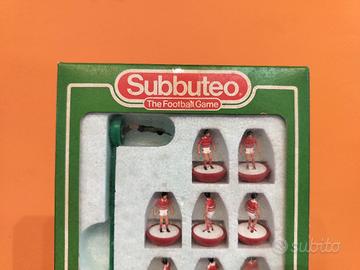 Subbuteo
The Football Game
subito